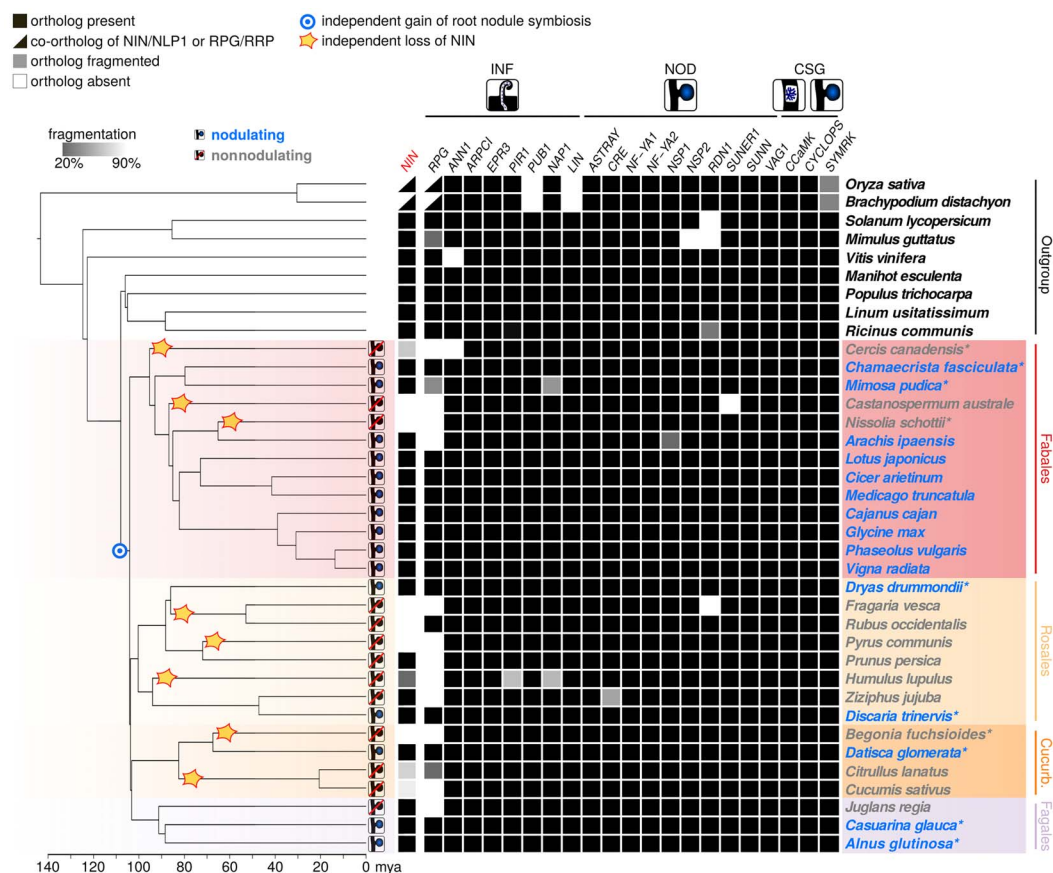 ortholog present
co-ortholog of NIN/NLP1 or RPG/RRP
ortholog fragmented
ortholog absent
independent gain of root nodule symbiosis
independent loss of NIN
fragmentation
20% 90%
nodulating
nonnodulating
INF NOD CSG
NIN RPG ANN1 ARPCI EPR3 PIR1 PUB1 NAP1 LIN ASTRAY CRE NF-YA1 NF-YA2 NSP1 NSP2 RDN1 SUNER1 SUNN VAG1 CCaMK CYCLOPS SYMRK
Oryza sativa
Brachypodium distachyon
Solanum lycopersicum
Mimulus guttatus
Vitis vinifera
Manihot esculenta
Populus trichocarpa
Linum usitatissimum
Ricinus communis
Outgroup
Cercis canadensis*
Chamaecrista fasciculata*
Mimosa pudica*
Castanospermum australe
Nissolia schottii*
Arachis ipaensis
Lotus japonicus
Cicer arietinum
Medicago truncatula
Cajanus cajan
Glycine max
Phaseolus vulgaris
Vigna radiata
Fabales
Dryas drummondii*
Fragaria vesca
Rubus occidentalis
Pyrus communis
Prunus persica
Humulus lupulus
Ziziphus jujuba
Discaria trinervis*
Rosales
Begonia fuchsioides*
Datisca glomerata*
Citrullus lanatus
Cucumis sativus
Cucurb.
Juglans regia
Casuarina glauca*
Alnus glutinosa*
Fagales
140 120 100 80 60 40 20 0 mya